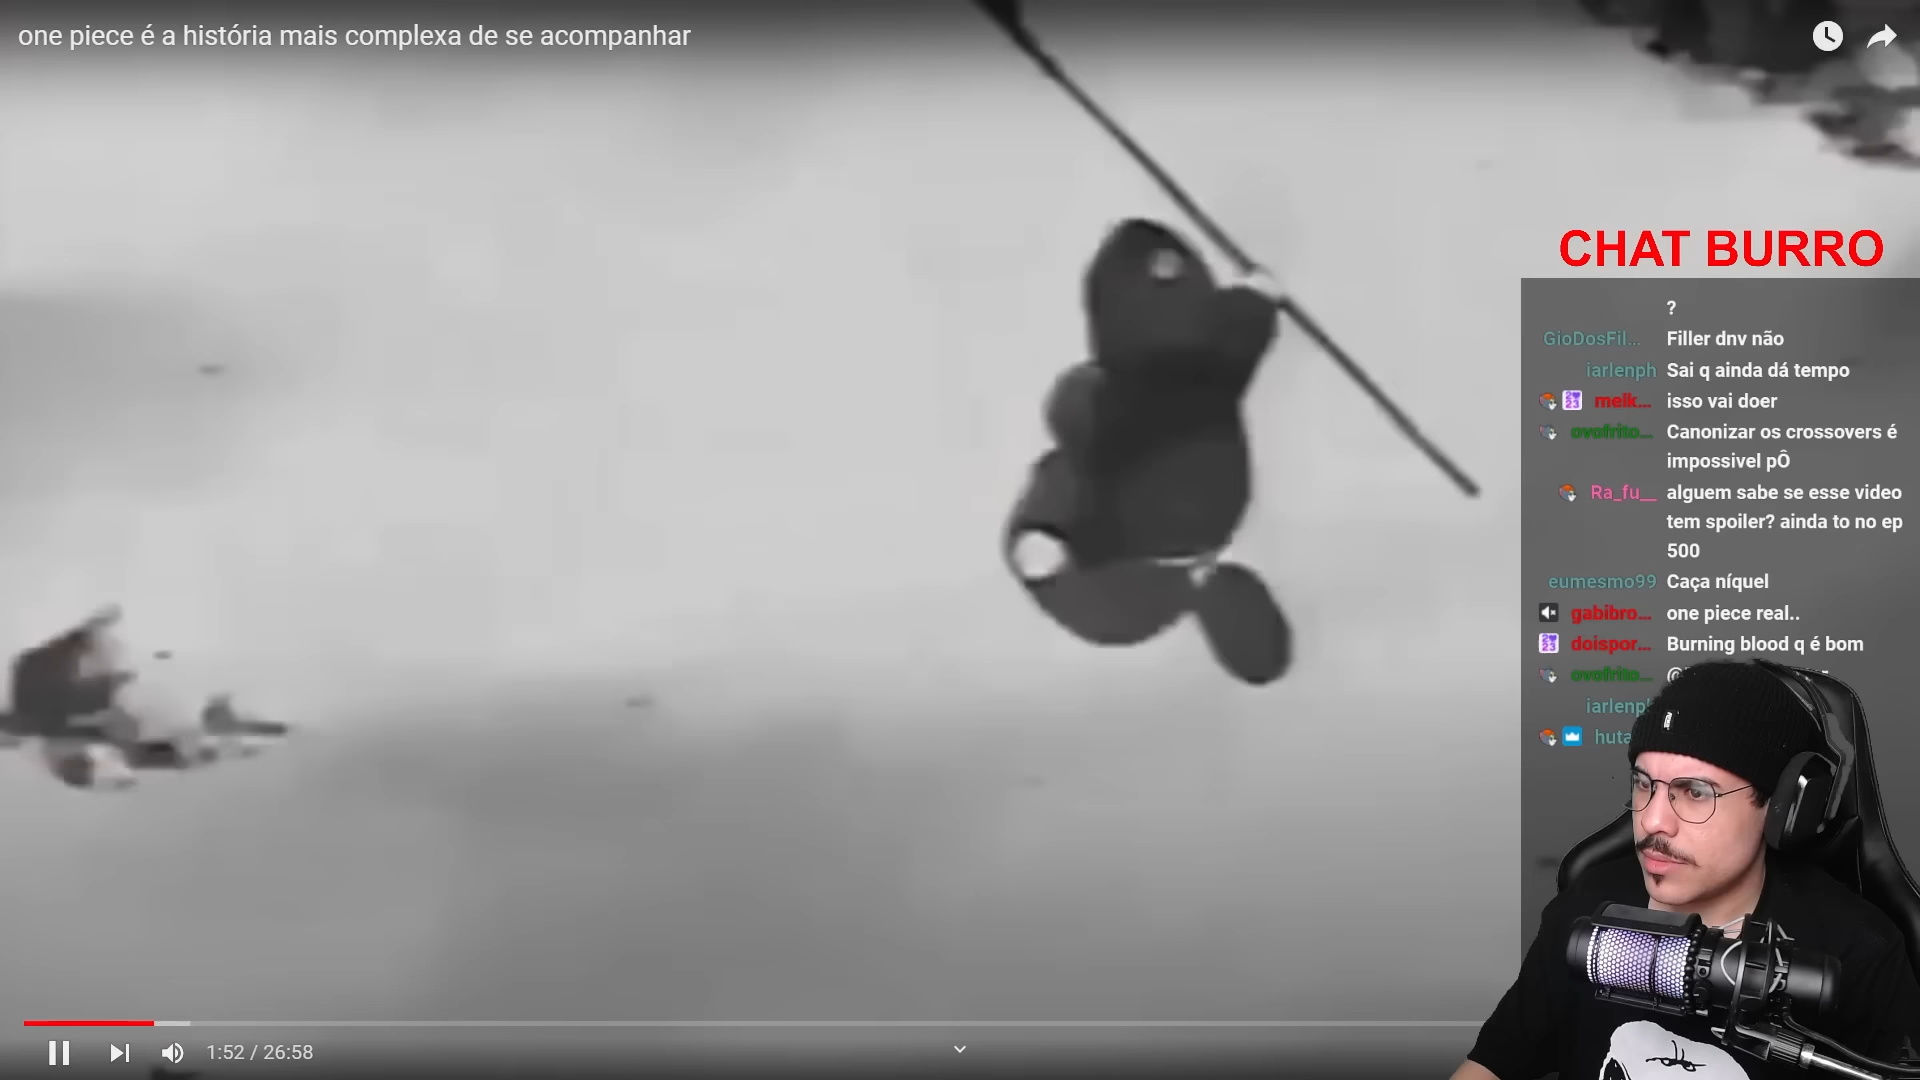 one piece é a história mais complexa de se acompanhar
CHAT BURRO
?
GioDosFil... Filler dnv não
iarlenph Sai q ainda dá tempo
melk... isso vai doer
ovofrito... Canonizar os crossovers é
impossivel pÔ
Ra_fu__ alguem sabe se esse video
tem spoiler? ainda to no ep
500
eumesmo99 Caça níquel
gabibro... one piece real..
doispor... Burning blood q é bom
ovofrito... @
1:52 / 26:58